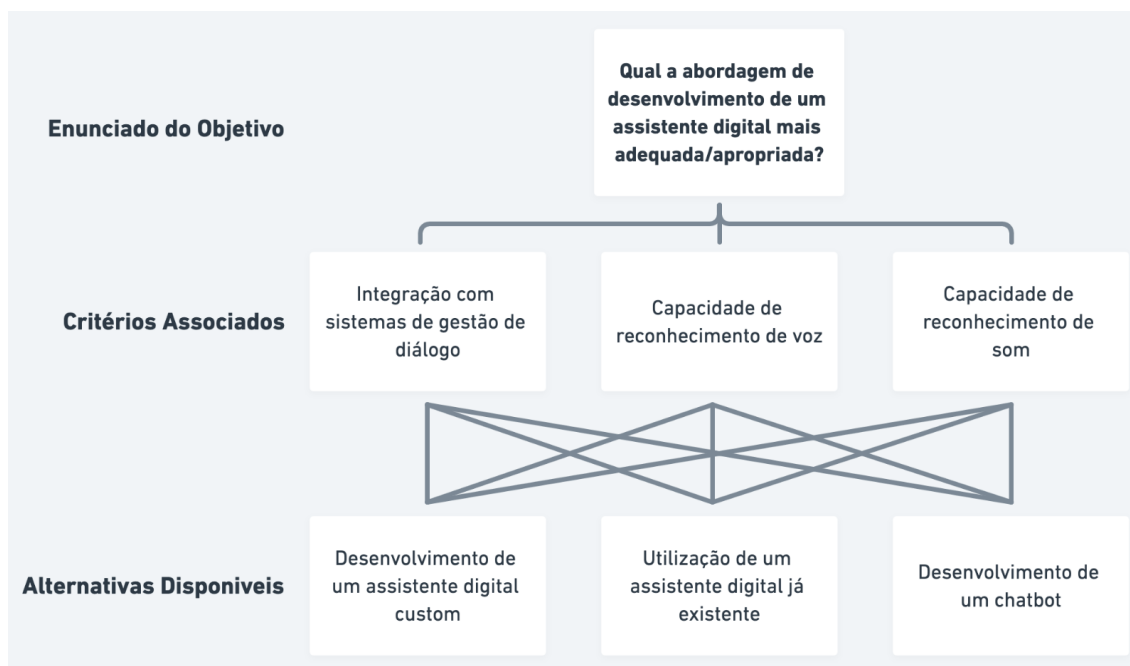 Qual a abordagem de
desenvolvimento de um
assistente digital mais
adequada/apropriada?
Enunciado do Objetivo
Integração com
sistemas de gestão de
diálogo
Capacidade de
reconhecimento de voz
Capacidade de
reconhecimento de
som
Critérios Associados
Desenvolvimento de
um assistente digital
custom
Utilização de um
assistente digital já
existente
Desenvolvimento de
um chatbot
Alternativas Disponiveis